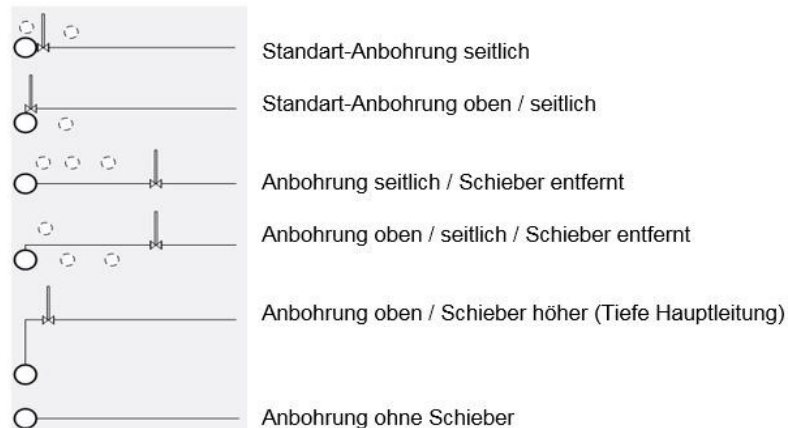 Standart-Anbohrung seitlich
Standart-Anbohrung oben / seitlich
Anbohrung seitlich / Schieber entfernt
Anbohrung oben / seitlich / Schieber entfernt
Anbohrung oben / Schieber höher (Tiefe Hauptleitung)
Anbohrung ohne Schieber